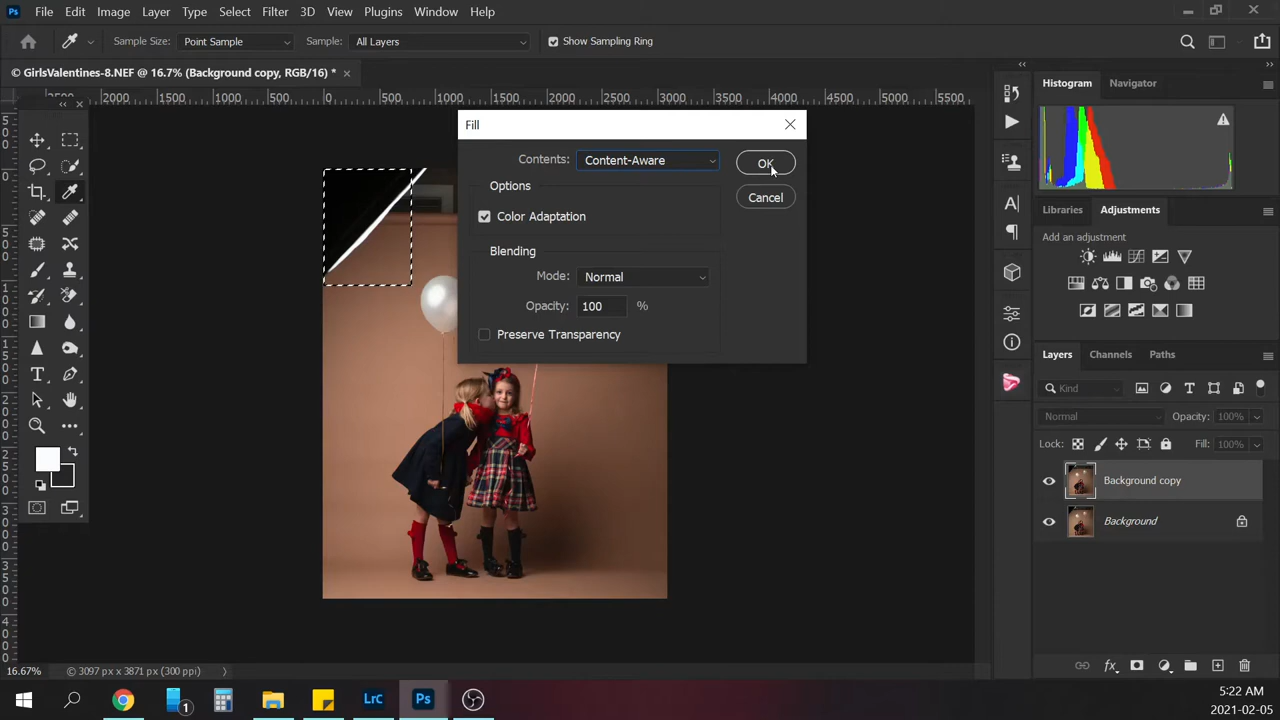 Ps File Edit Image Layer Type Select Filter 3D View Plugins Window Help
Sample Size: Point Sample Sample: All Layers Show Sampling Ring
© GirlsValentines-8.NEF @ 16.7% (Background copy, RGB/16) *
2000 1500 1000 500 0 500 1000 3500 4000 4500 5000 5500
Histogram Navigator
Fill
Contents: Content-Aware
OK
Options
Cancel
Color Adaptation
Blending
Mode: Normal
Opacity: 100 %
Preserve Transparency
Libraries Adjustments
Add an adjustment
Layers Channels Paths
Kind
Normal Opacity: 100%
Lock: Fill: 100%
Background copy
Background
fx
16.67% © 3097 px x 3871 px (300 ppi)
1 Lrc Ps
5:22 AM
2021-02-05